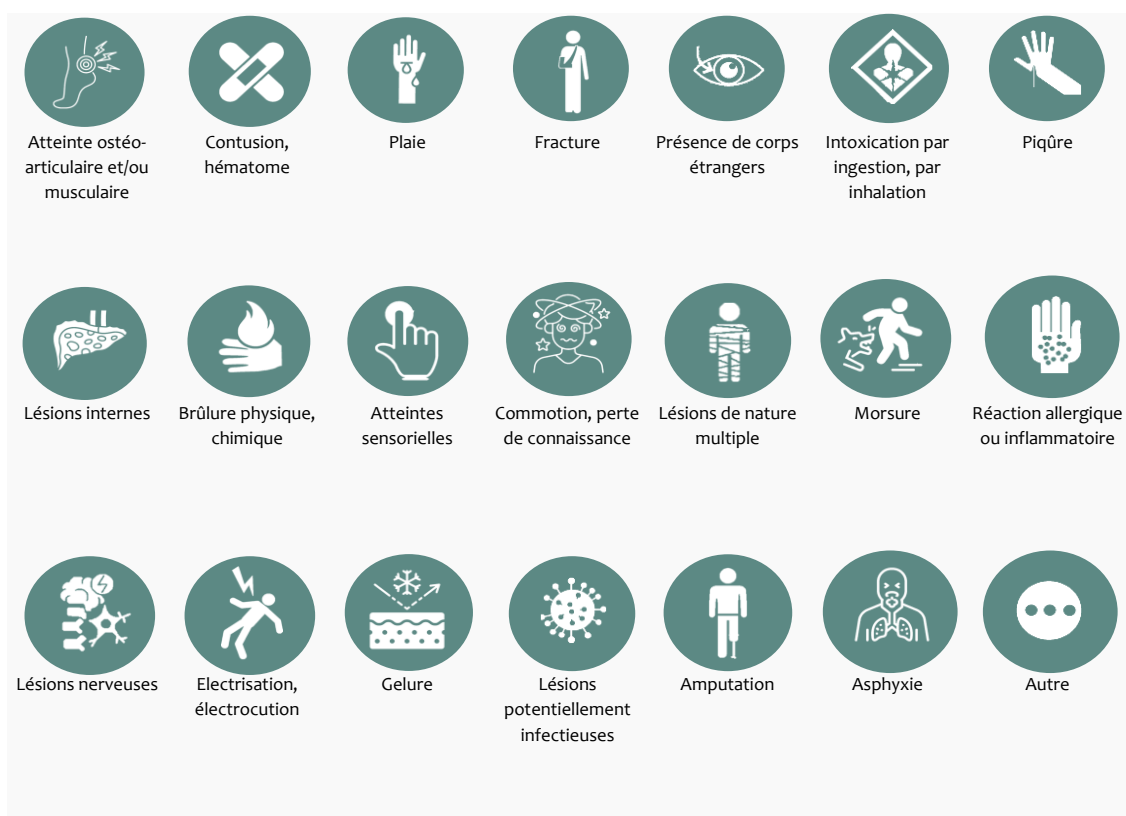 Atteinte ostéo-
articulaire et/ou
musculaire
Contusion,
hématome
Plaie
Fracture
Présence de corps
étrangers
Intoxication par
ingestion, par
inhalation
Piqûre
Lésions internes
Brûlure physique,
chimique
Atteintes
sensorielles
Commotion, perte
de connaissance
Lésions de nature
multiple
Morsure
Réaction allergique
ou inflammatoire
Lésions nerveuses
Electrisation,
électrocution
Gelure
Lésions
potentiellement
infectieuses
Amputation
Asphyxie
Autre